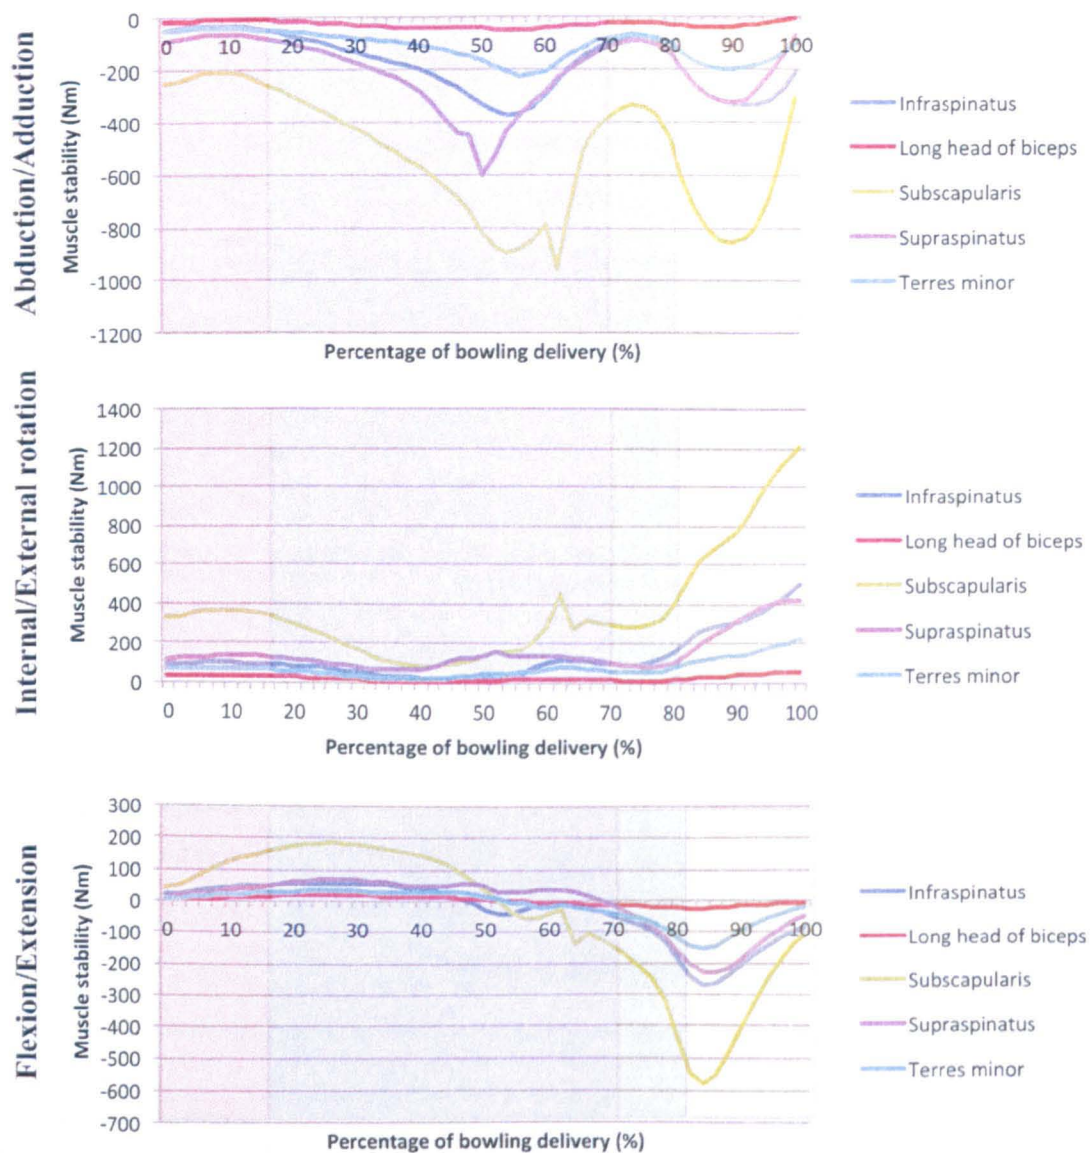 Abduction/Adduction
Muscle stability (Nm)
0
-200
-400
-600
-800
-1000
-1200
0 10 20 30 40 50 60 70 80 90 100
Percentage of bowling delivery (%)
Infraspinatus
Long head of biceps
Subscapularis
Supraspinatus
Terres minor
Internal/External rotation
Muscle stability (Nm)
1400
1200
1000
800
600
400
200
0
0 10 20 30 40 50 60 70 80 90 100
Percentage of bowling delivery (%)
Infraspinatus
Long head of biceps
Subscapularis
Supraspinatus
Terres minor
Flexion/Extension
Muscle stability (Nm)
300
200
100
0
-100
-200
-300
-400
-500
-600
-700
0 10 20 30 40 50 60 70 80 90 100
Percentage of bowling delivery (%)
Infraspinatus
Long head of biceps
Subscapularis
Supraspinatus
Terres minor